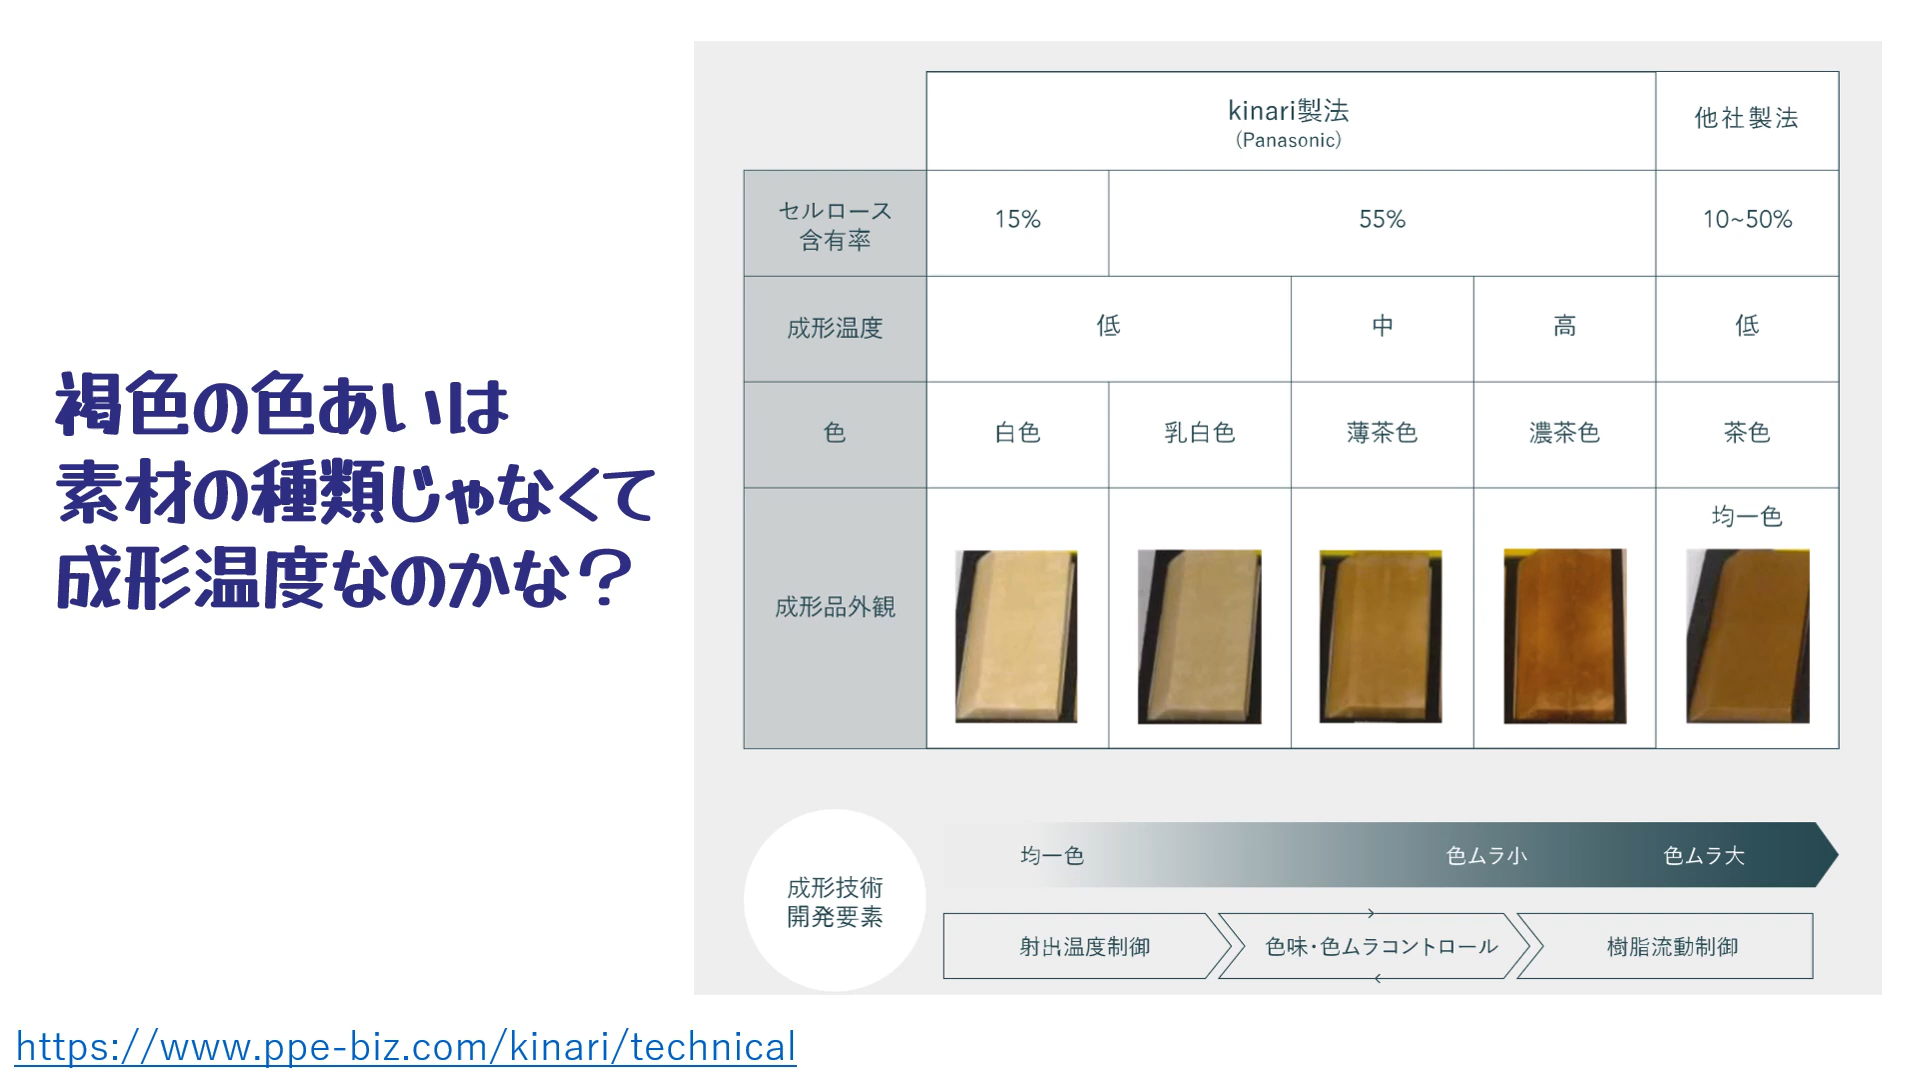 褐色の色あいは
素材の種類じゃなくて
成形温度なのかな？
kinari製法
(Panasonic)
他社製法
セルロース
含有率
15%
55%
10~50%
成形温度
低
中
高
低
色
白色
乳白色
薄茶色
濃茶色
茶色
成形品外観
均一色
成形技術
開発要素
均一色
色ムラ小
色ムラ大
射出温度制御
色味・色ムラコントロール
樹脂流動制御
https://www.ppe-biz.com/kinari/technical